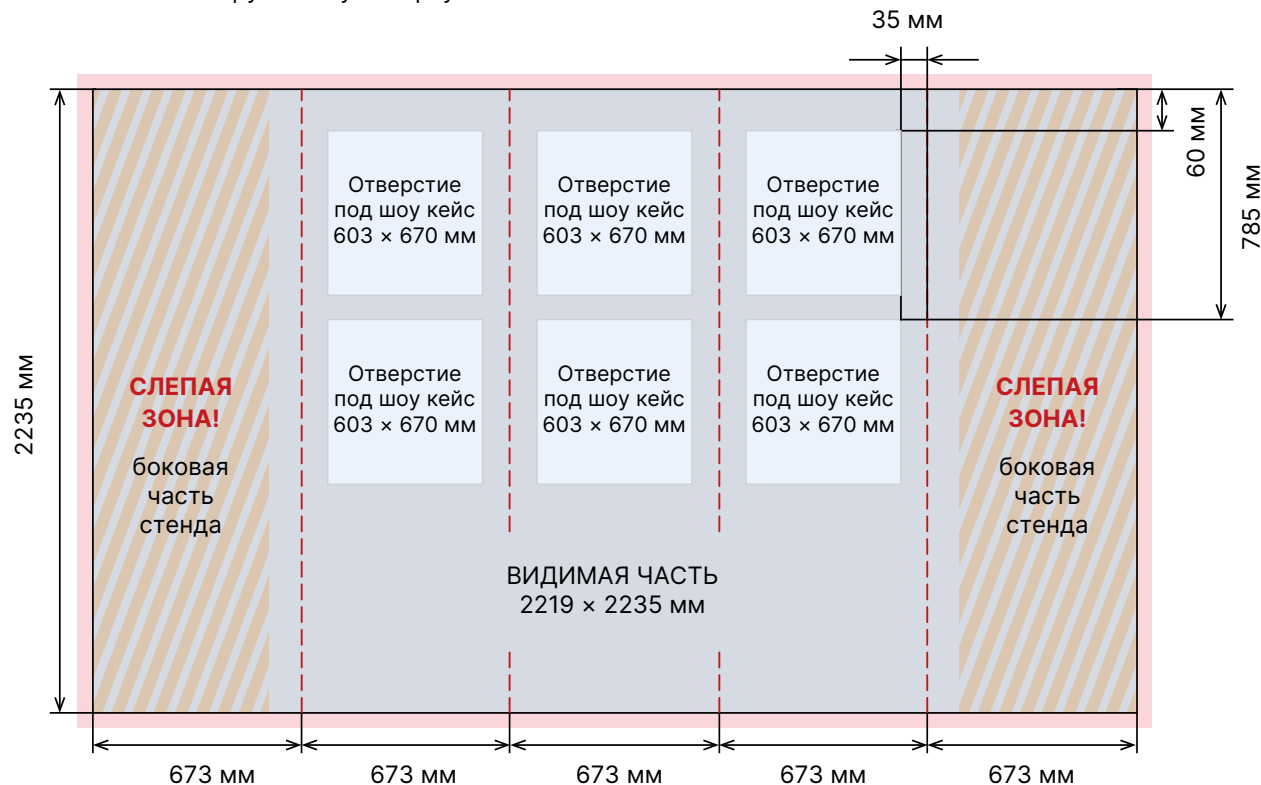 35 мм
60 мм
785 мм
Отверстие
под шоу кейс
603 × 670 мм
Отверстие
под шоу кейс
603 × 670 мм
Отверстие
под шоу кейс
603 × 670 мм
2235 мм
СЛЕПАЯ
ЗОНА!
боковая
часть
стенда
Отверстие
под шоу кейс
603 × 670 мм
Отверстие
под шоу кейс
603 × 670 мм
Отверстие
под шоу кейс
603 × 670 мм
СЛЕПАЯ
ЗОНА!
боковая
часть
стенда
ВИДИМАЯ ЧАСТЬ
2219 × 2235 мм
673 мм
673 мм
673 мм
673 мм
673 мм